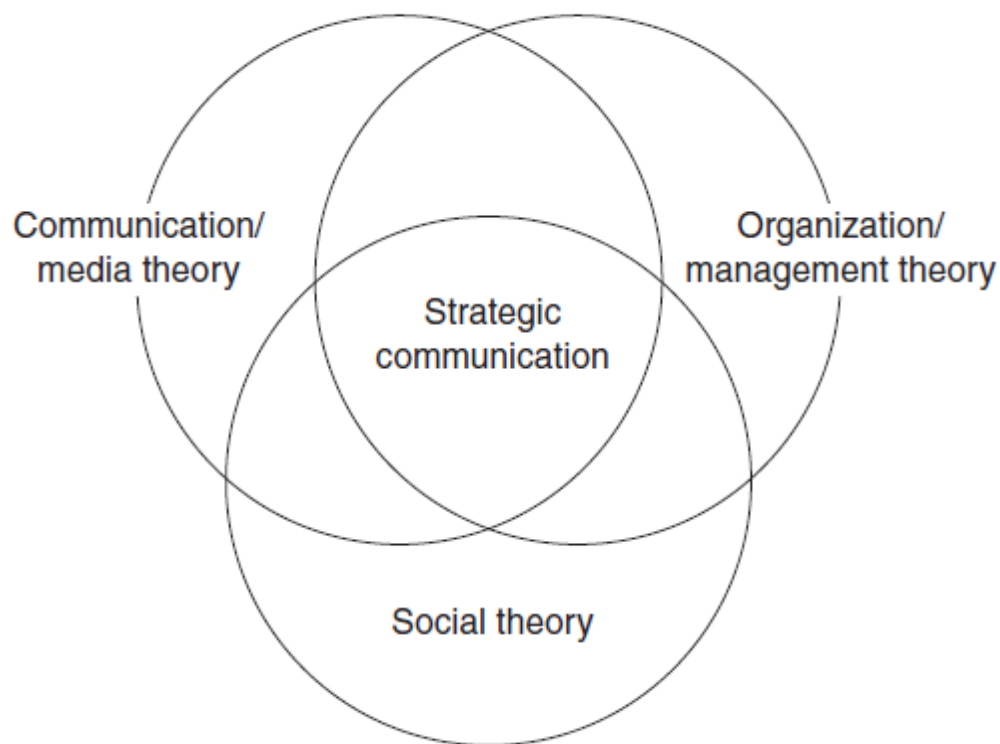 Communication/
media theory
Organization/
management theory
Strategic
communication
Social theory